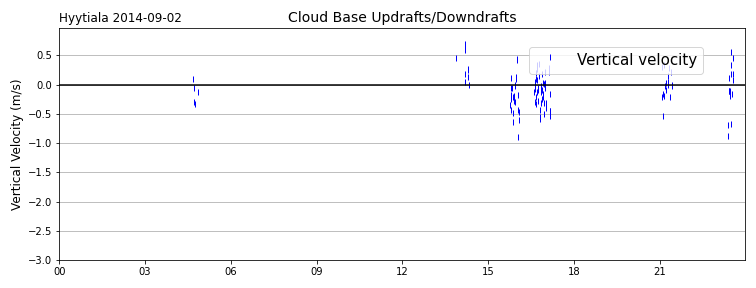 Hyytiala 2014-09-02
Cloud Base Updrafts/Downdrafts
Vertical velocity
Vertical Velocity (m/s)
0.5
0.0
−0.5
−1.0
−1.5
−2.0
−2.5
−3.0
00 03 06 09 12 15 18 21